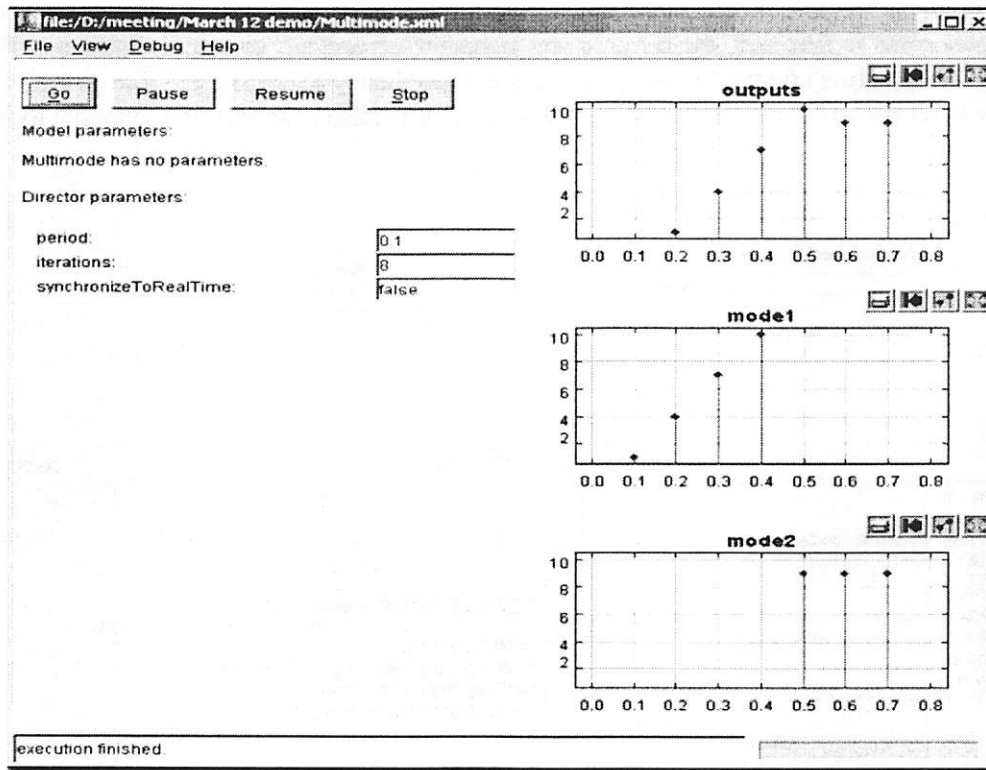 file:/D:/meeting/March 12 demo/Multimode.xml
File View Debug Help
Go Pause Resume Stop
Model parameters:
Multimode has no parameters.
Director parameters:
period: 0.1
iterations: 8
synchronizeToRealTime: false
outputs
10
8
6
4
2
0.0 0.1 0.2 0.3 0.4 0.5 0.6 0.7 0.8
mode1
10
8
6
4
2
0.0 0.1 0.2 0.3 0.4 0.5 0.6 0.7 0.8
mode2
10
8
6
4
2
0.0 0.1 0.2 0.3 0.4 0.5 0.6 0.7 0.8
execution finished.